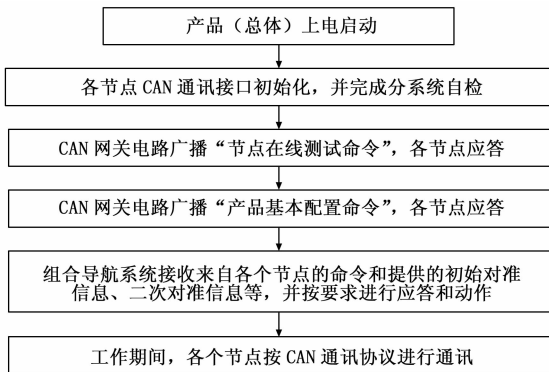 产品（总体）上电启动
各节点 CAN 通讯接口初始化，并完成分系统自检
CAN 网关电路广播“节点在线测试命令”，各节点应答
CAN 网关电路广播“产品基本配置命令”，各节点应答
组合导航系统接收来自各个节点的命令和提供的初始对准
信息、二次对准信息等，并按要求进行应答和动作
工作期间，各个节点按 CAN 通讯协议进行通讯